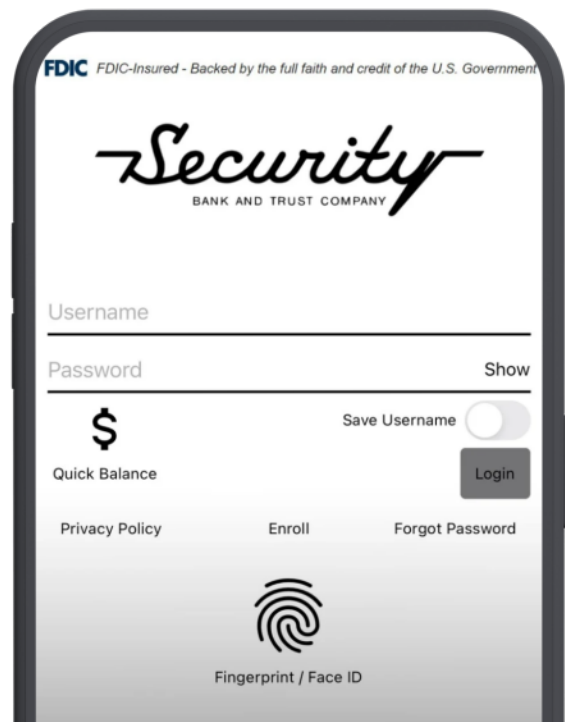 FDIC FDIC-Insured - Backed by the full faith and credit of the U.S. Government
Security
BANK AND TRUST COMPANY
Username
Password Show
Save Username
$
Quick Balance Login
Privacy Policy Enroll Forgot Password
Fingerprint / Face ID